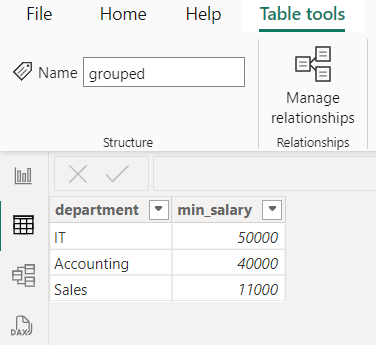 File Home Help Table tools
Name grouped
Manage
relationships
Structure Relationships
department min_salary
IT 50000
Accounting 40000
Sales 11000
DAX